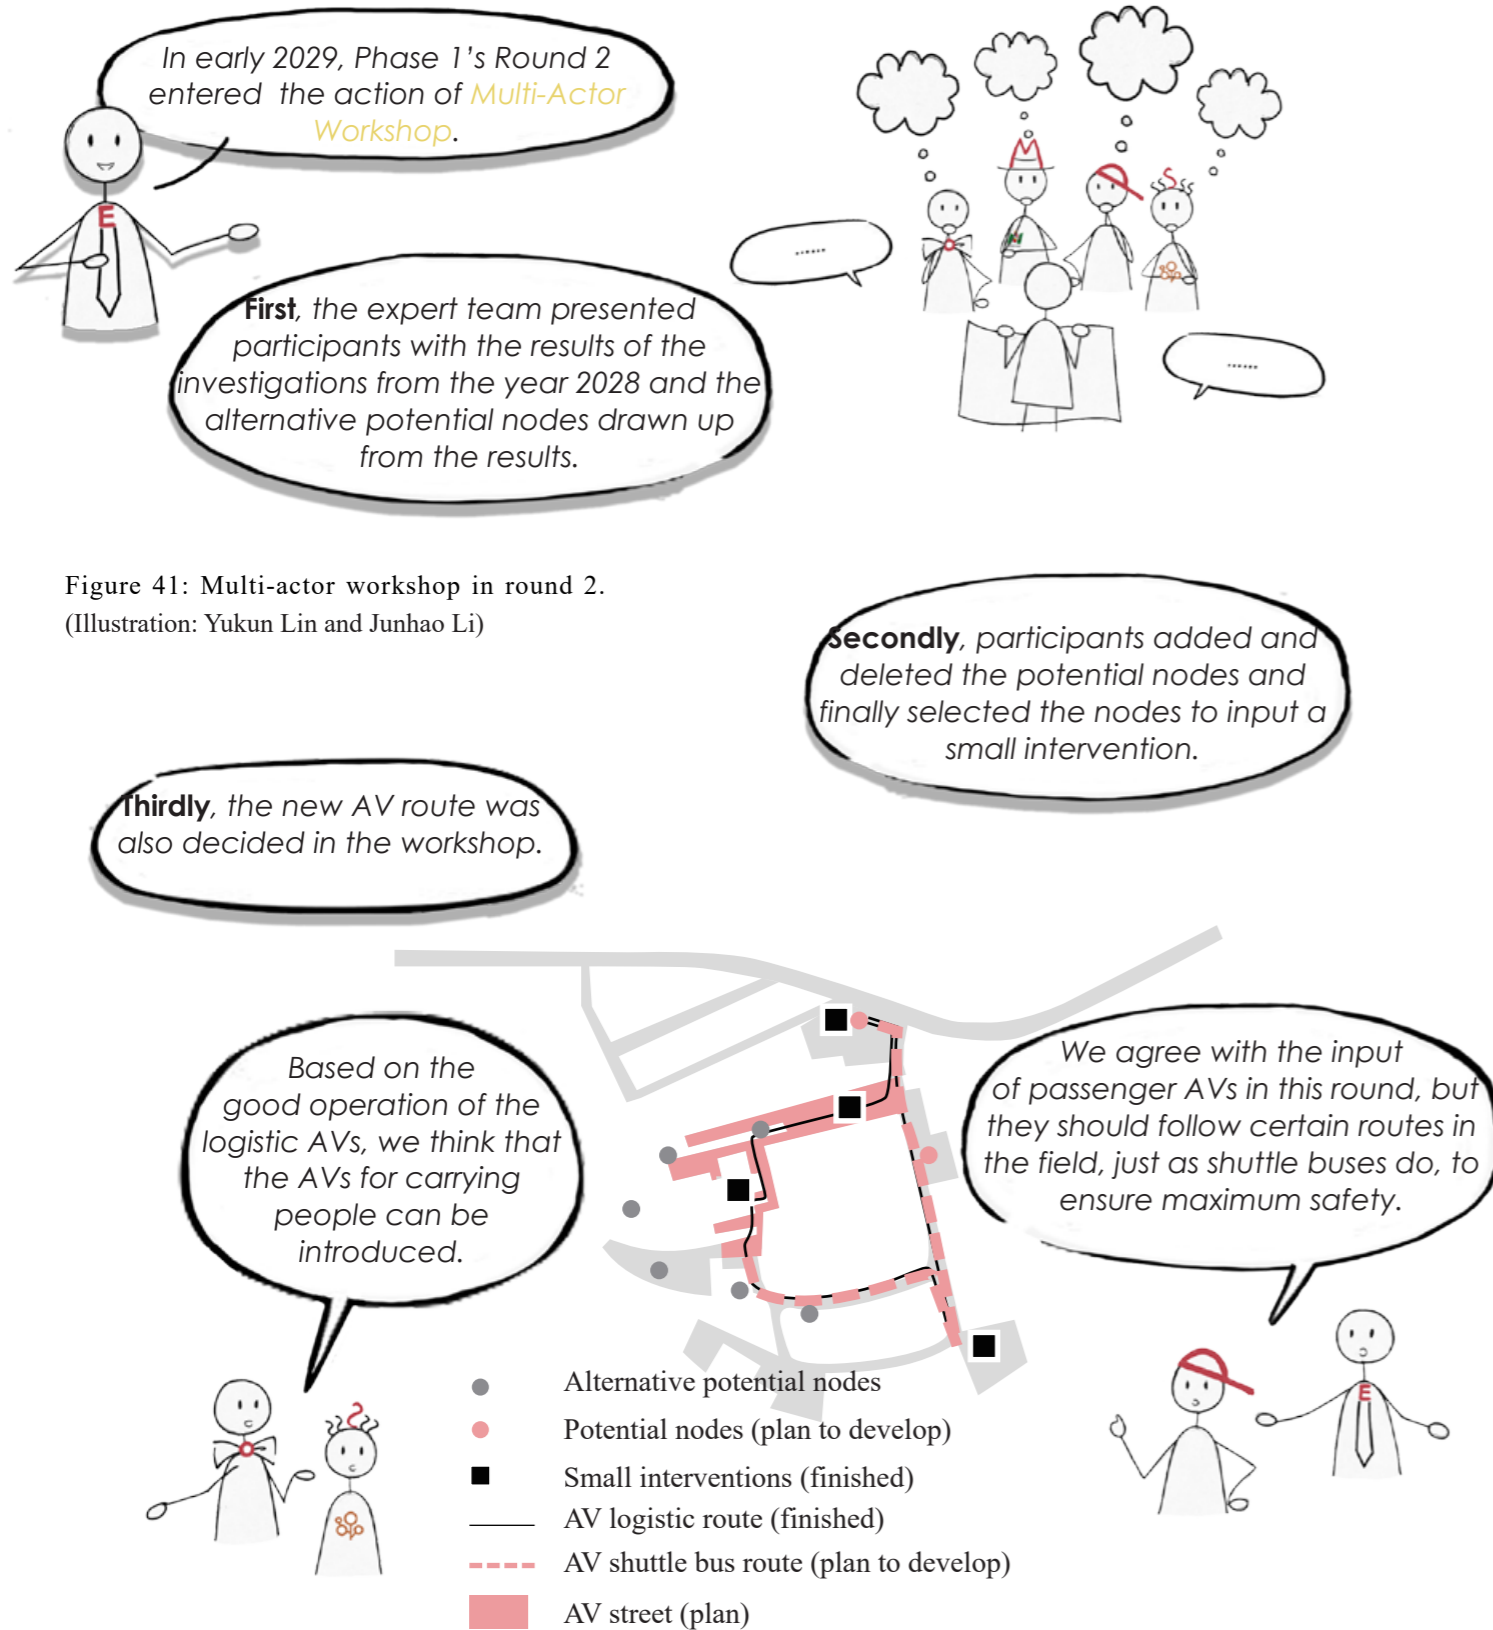 In early 2029, Phase 1's Round 2
entered the action of Multi-Actor
Workshop.
E
M
S
......
First, the expert team presented
participants with the results of the
investigations from the year 2028 and the
alternative potential nodes drawn up
from the results.
......
Figure 41: Multi-actor workshop in round 2.
(Illustration: Yukun Lin and Junhao Li)
Secondly, participants added and
deleted the potential nodes and
finally selected the nodes to input a
small intervention.
Thirdly, the new AV route was
also decided in the workshop.
Based on the
good operation of the
logistic AVs, we think that
the AVs for carrying
people can be
introduced.
We agree with the input
of passenger AVs in this round, but
they should follow certain routes in
the field, just as shuttle buses do, to
ensure maximum safety.
E
Alternative potential nodes
Potential nodes (plan to develop)
Small interventions (finished)
AV logistic route (finished)
AV shuttle bus route (plan to develop)
AV street (plan)